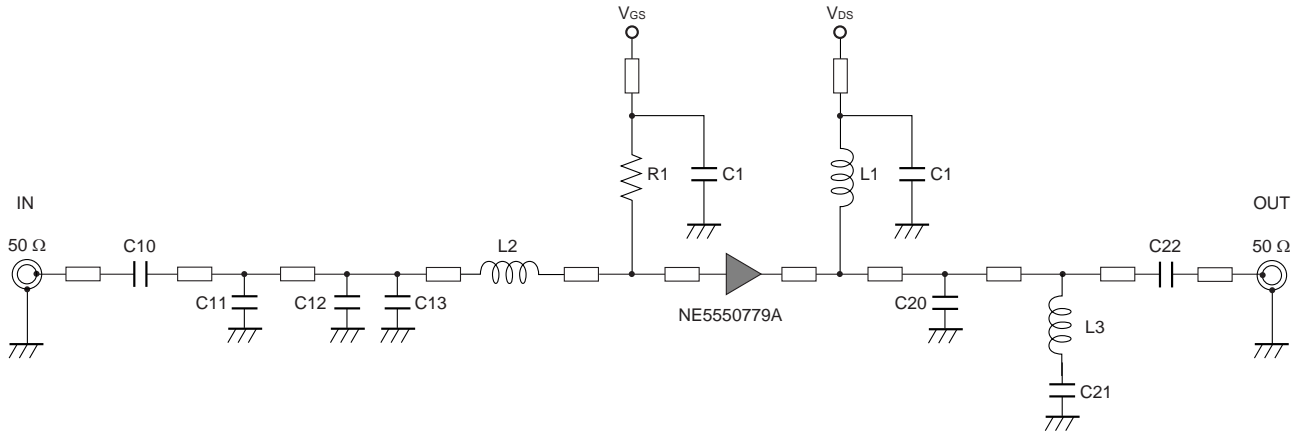 VGS
VDS
R1
C1
L1
C1
IN
OUT
50 Ω
C10
L2
C22
50 Ω
C11
C12
C13
NE5550779A
C20
L3
C21